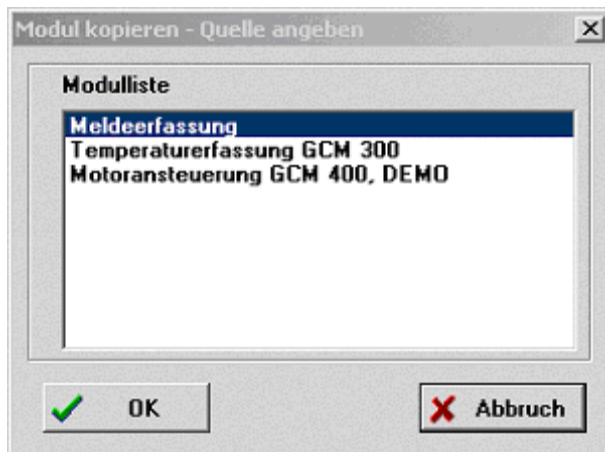 Modul kopieren - Quelle angeben
Modulliste
Meldeerfassung
Temperaturerfassung GCM 300
Motoransteuerung GCM 400, DEMO
OK
Abbruch